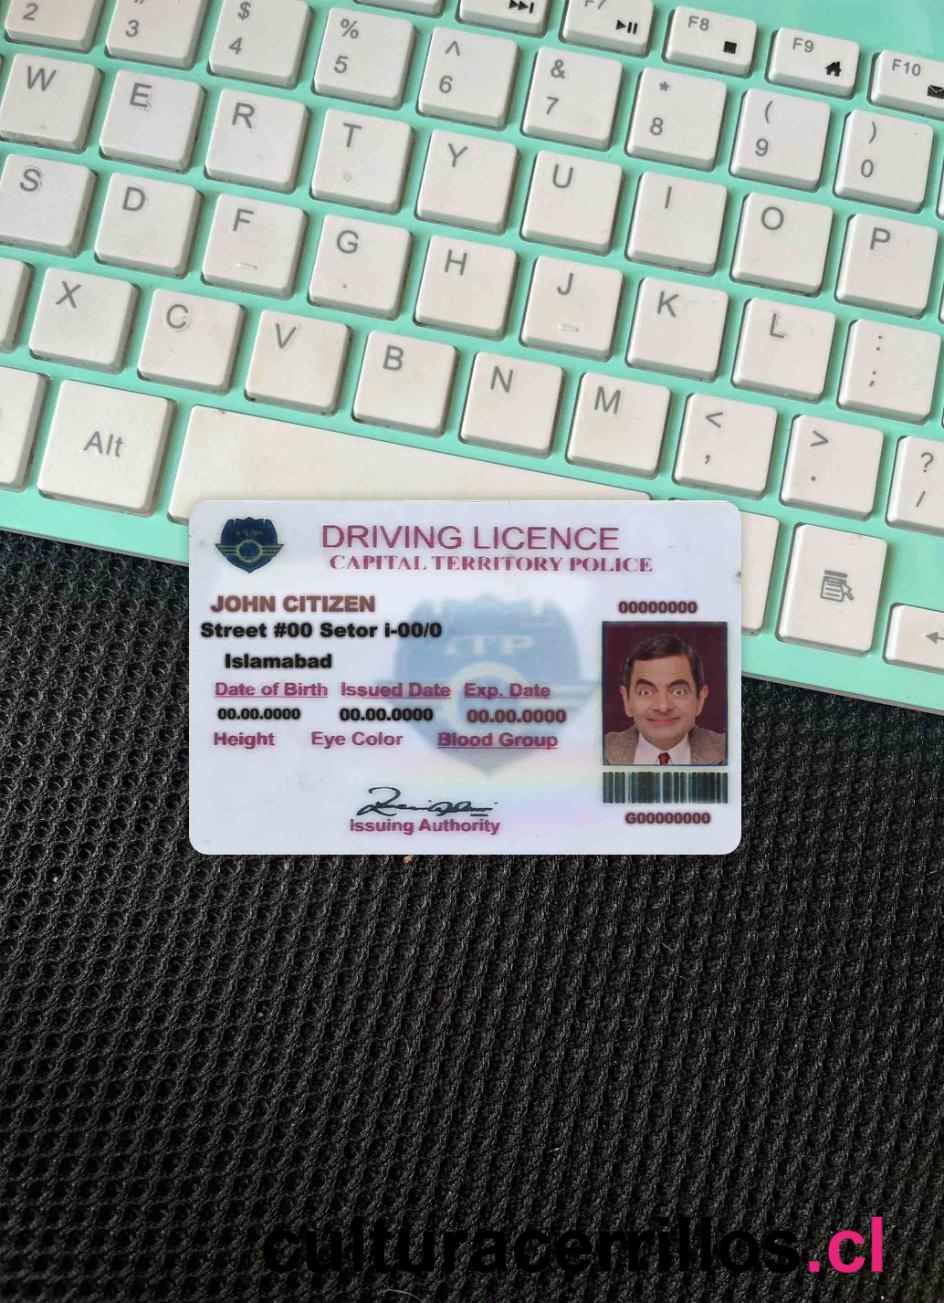 2 " 3 $ 4 % 5 ^ 6 & 7 * 8 ( 9 ) 0
F7 F8 F9 F10
W E R T Y U I O P
S D F G H J K L : ;
X C V B N M < , > . ? /
Alt
DRIVING LICENCE
CAPITAL TERRITORY POLICE
JOHN CITIZEN
00000000
Street #00 Setor i-00/0
ITP
Islamabad
Date of Birth Issued Date Exp. Date
00.00.0000 00.00.0000 00.00.0000
Height Eye Color Blood Group
Issuing Authority
G00000000
culturacerrillos.cl